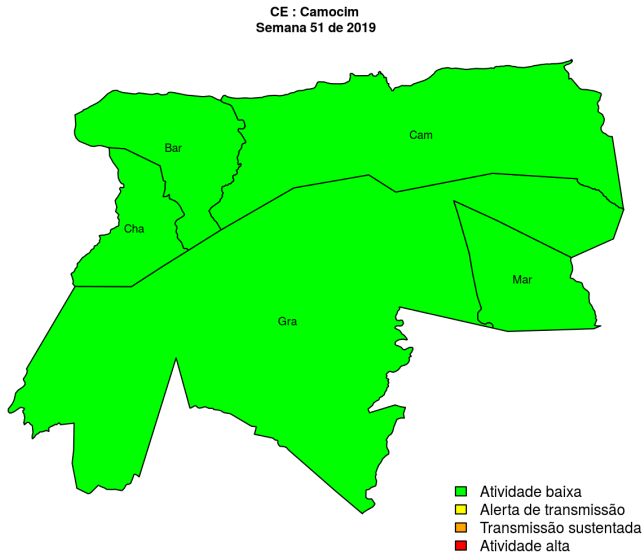 CE : Camocim
Semana 51 de 2019
Bar
Cam
Cha
Mar
Gra
Atividade baixa
Alerta de transmissão
Transmissão sustentada
Atividade alta